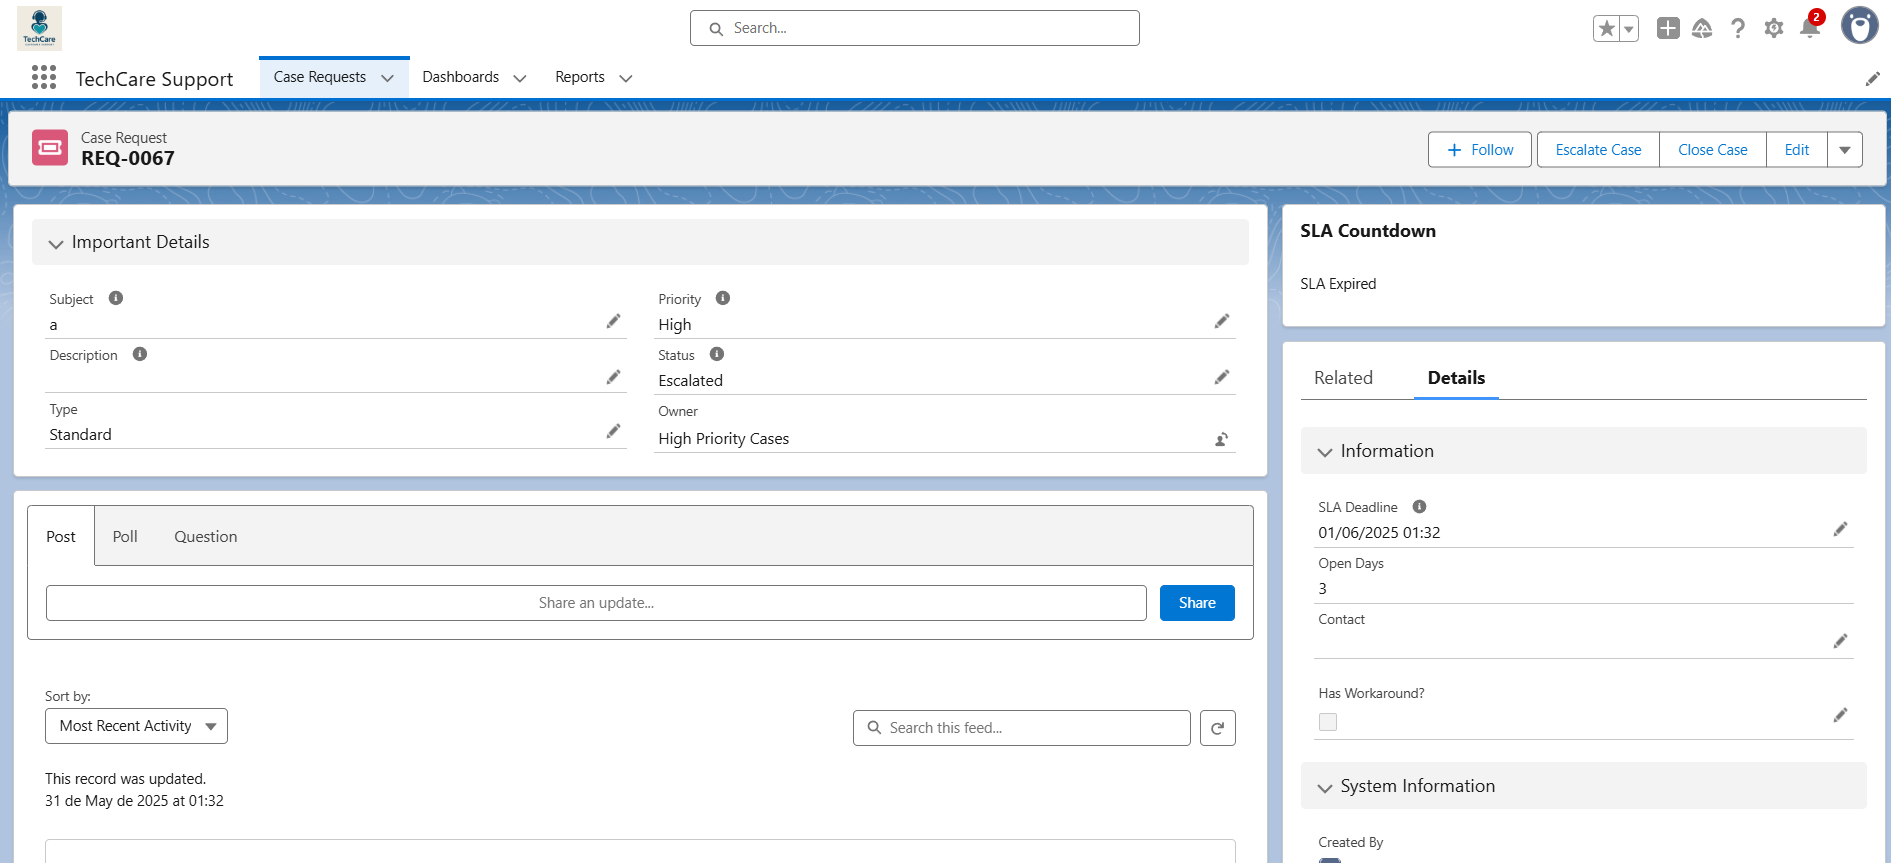 TechCare
Search...
2
TechCare Support
Case Requests
Dashboards
Reports
Case Request
REQ-0067
Follow
Escalate Case
Close Case
Edit
Important Details
Subject
a
Description
Type
Standard
Priority
High
Status
Escalated
Owner
High Priority Cases
SLA Countdown
SLA Expired
Related
Details
Information
SLA Deadline
01/06/2025 01:32
Open Days
3
Contact
Has Workaround?
System Information
Created By
Post
Poll
Question
Share an update...
Share
Sort by:
Most Recent Activity
Search this feed...
This record was updated.
31 de May de 2025 at 01:32